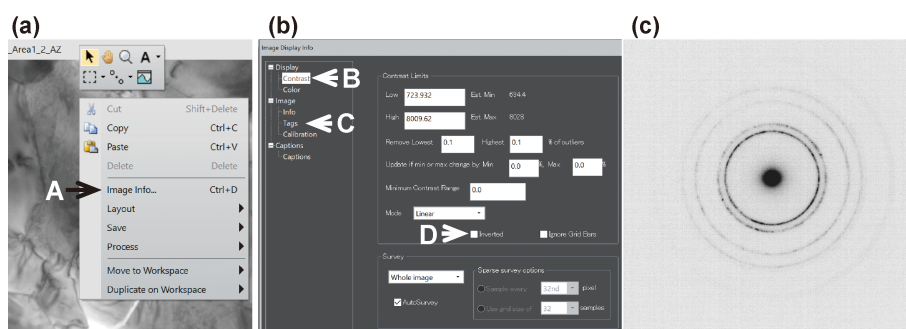 (a)
(b)
(c)
_Area1_2_AZ
A
Cut Shift+Delete
Copy Ctrl+C
Paste Ctrl+V
Delete Delete
A
Image Info... Ctrl+D
Layout
Save
Process
Move to Workspace
Duplicate on Workspace
Image Display Info
Display
Contrast
B
Color
Image
Info
Tags
C
Calibration
Captions
Captions
Contrast Limits
Low 723.932 Est. Min 694.4
High 8009.62 Est. Max 8028
Remove Lowest 0.1 Highest 0.1 % of outliers
Update if min or max change by: Min 0.0 %, Max 0.0 %
Minimum Contrast Range 0.0
Mode Linear
D
Inverted Ignore Grid Bars
Survey
Whole image
AutoSurvey
Sparse survey options
Sample every 32nd pixel
Use grid size of 32 samples